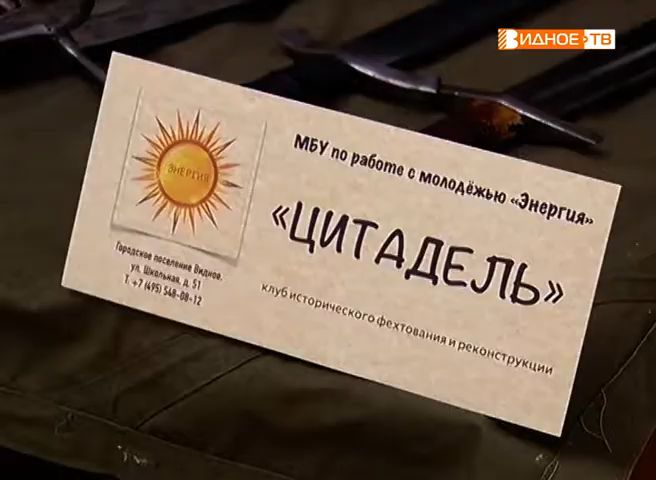 ВИДНОЕ ТВ
МБУ по работе с молодёжью «Энергия»
ЭНЕРГИЯ
«ЦИТАДЕЛЬ»
Городское поселение Видное,
ул. Школьная, д. 51
Т. +7 (495) 548-08-12
клуб исторического фехтования и реконструкции